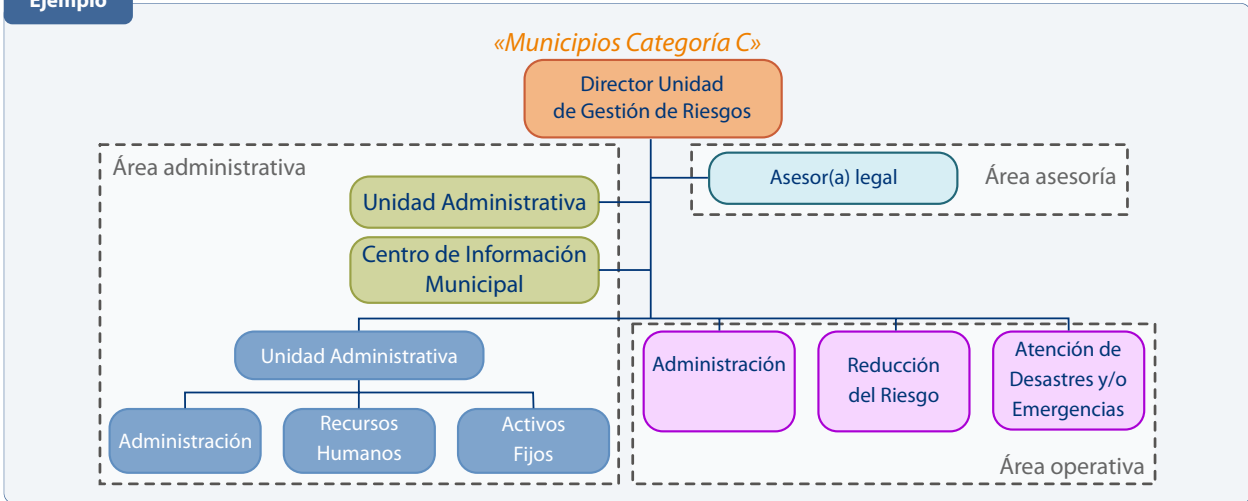 Ejemplo
«Municipios Categoría C»
Director Unidad
de Gestión de Riesgos
Área administrativa
Asesor(a) legal
Área asesoría
Unidad Administrativa
Centro de Información
Municipal
Unidad Administrativa
Administración
Recursos
Humanos
Activos
Fijos
Administración
Reducción
del Riesgo
Atención de
Desastres y/o
Emergencias
Área operativa